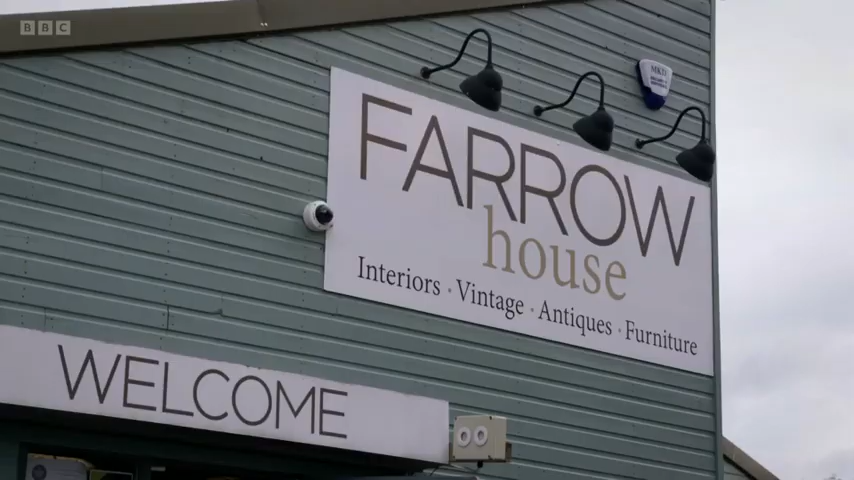 BBC
FARROW
house
Interiors · Vintage · Antiques · Furniture
WELCOME